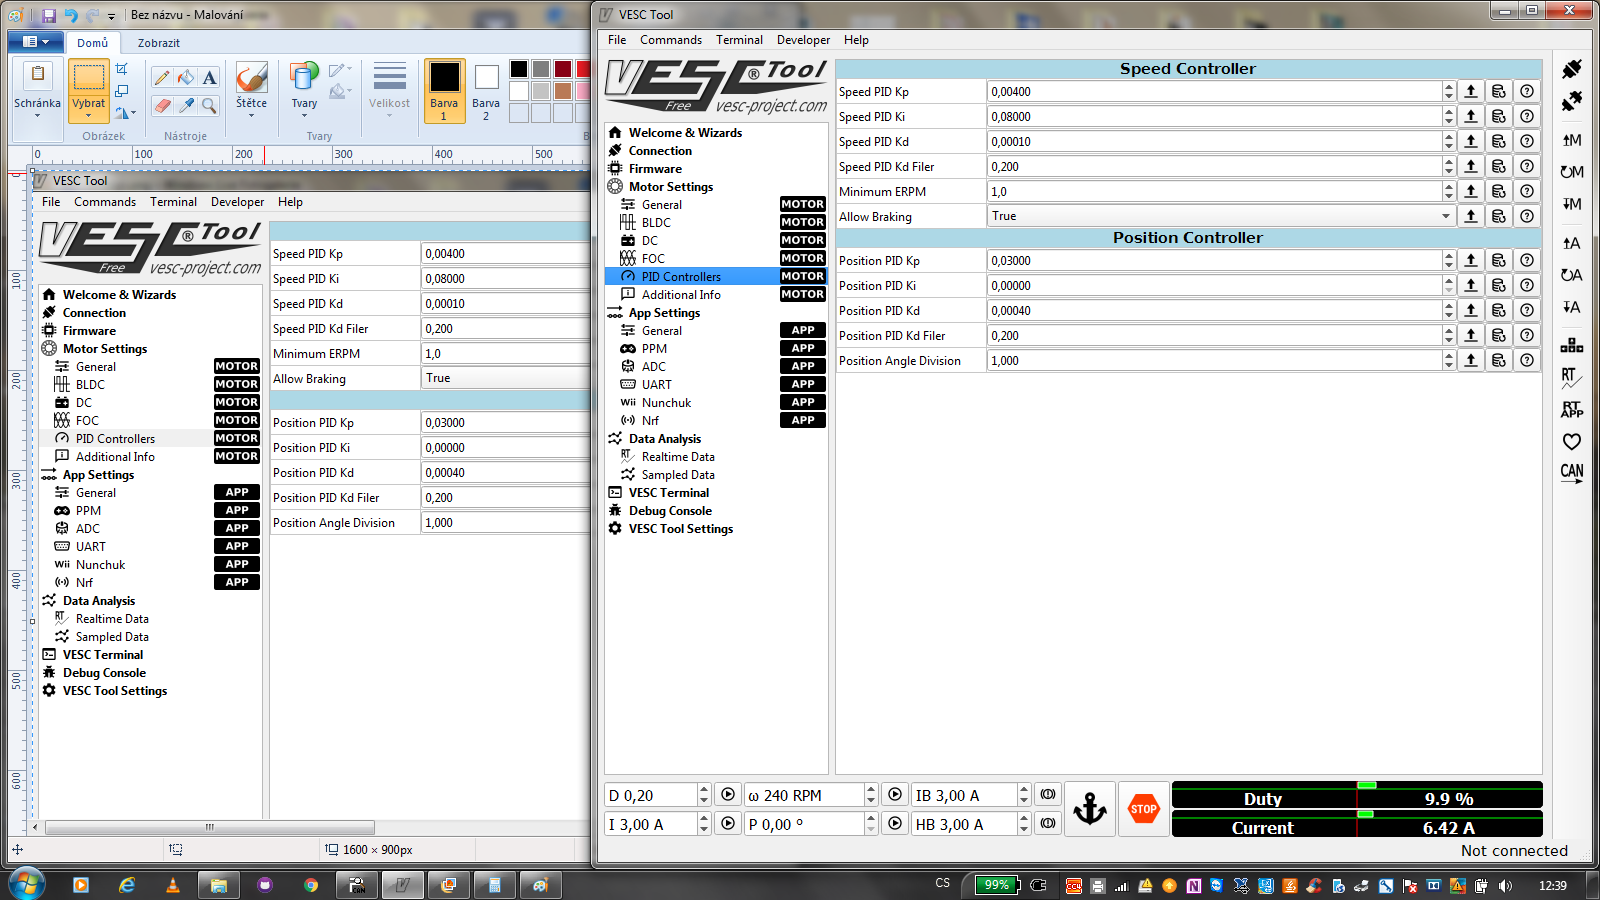 Bez názvu - Malování
Domů
Zobrazit
Schránka
Vybrat
Obrázek
A
Nástroje
Štětce
Tvary
Tvary
Velikost
Barva
1
Barva
2
0
100
200
300
400
500
0
100
200
300
400
500
600
VESC Tool
File
Commands
Terminal
Developer
Help
VESC® Tool
Free
vesc-project.com
Welcome & Wizards
Connection
Firmware
Motor Settings
General MOTOR
BLDC MOTOR
DC MOTOR
FOC MOTOR
PID Controllers MOTOR
Additional Info MOTOR
App Settings
General APP
PPM APP
ADC APP
UART APP
Wii Nunchuk APP
Nrf APP
Data Analysis
RT Realtime Data
Sampled Data
VESC Terminal
Debug Console
VESC Tool Settings
Speed PID Kp 0,00400
Speed PID Ki 0,08000
Speed PID Kd 0,00010
Speed PID Kd Filer 0,200
Minimum ERPM 1,0
Allow Braking True
Position PID Kp 0,03000
Position PID Ki 0,00000
Position PID Kd 0,00040
Position PID Kd Filer 0,200
Position Angle Division 1,000
1600 × 900px
VESC Tool
File
Commands
Terminal
Developer
Help
VESC® Tool
Free
vesc-project.com
Welcome & Wizards
Connection
Firmware
Motor Settings
General MOTOR
BLDC MOTOR
DC MOTOR
FOC MOTOR
PID Controllers MOTOR
Additional Info MOTOR
App Settings
General APP
PPM APP
ADC APP
UART APP
Wii Nunchuk APP
Nrf APP
Data Analysis
RT Realtime Data
Sampled Data
VESC Terminal
Debug Console
VESC Tool Settings
Speed Controller
Speed PID Kp 0,00400
Speed PID Ki 0,08000
Speed PID Kd 0,00010
Speed PID Kd Filer 0,200
Minimum ERPM 1,0
Allow Braking True
Position Controller
Position PID Kp 0,03000
Position PID Ki 0,00000
Position PID Kd 0,00040
Position PID Kd Filer 0,200
Position Angle Division 1,000
M
M
M
A
A
A
RT
RT
APP
CAN
D 0,20
ω 240 RPM
IB 3,00 A
I 3,00 A
P 0,00 °
HB 3,00 A
STOP
Duty 9.9 %
Current 6.42 A
Not connected
CS
99%
12:39